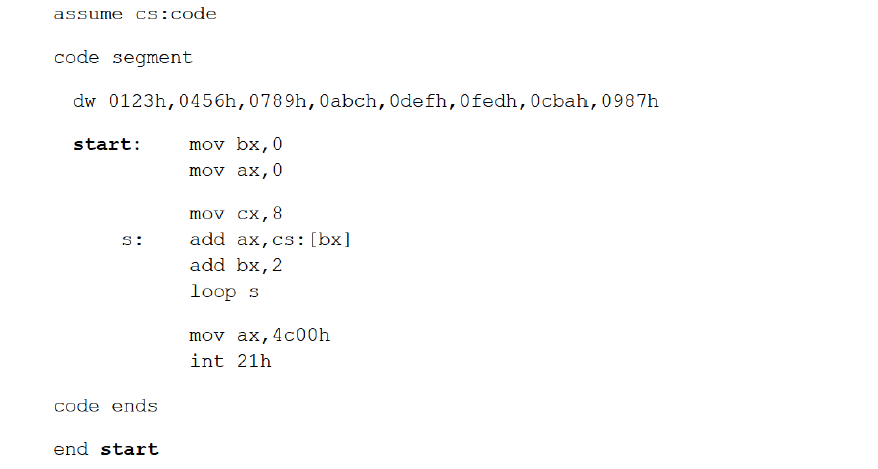 assume cs:code
code segment
dw 0123h,0456h,0789h,0abch,0defh,0fedh,0cbah,0987h
start: mov bx,0
mov ax,0
mov cx,8
s: add ax,cs:[bx]
add bx,2
loop s
mov ax,4c00h
int 21h
code ends
end start